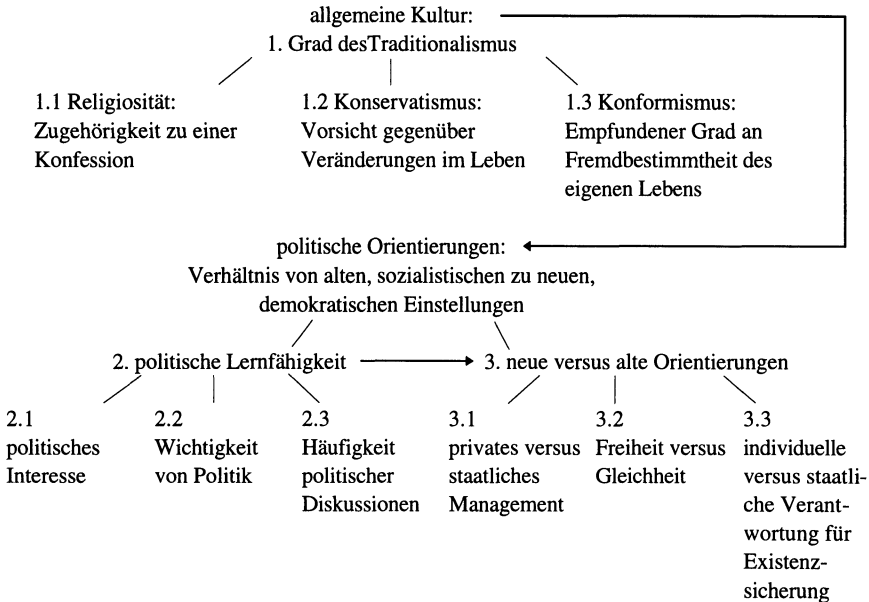 allgemeine Kultur:
1. Grad desTraditionalismus
1.1 Religiosität:
Zugehörigkeit zu einer
Konfession
1.2 Konservatismus:
Vorsicht gegenüber
Veränderungen im Leben
1.3 Konformismus:
Empfundener Grad an
Fremdbestimmtheit des
eigenen Lebens
politische Orientierungen:
Verhältnis von alten, sozialistischen zu neuen,
demokratischen Einstellungen
2. politische Lernfähigkeit
3. neue versus alte Orientierungen
2.1
politisches
Interesse
2.2
Wichtigkeit
von Politik
2.3
Häufigkeit
politischer
Diskussionen
3.1
privates versus
staatliches
Management
3.2
Freiheit versus
Gleichheit
3.3
individuelle
versus staatli-
che Verant-
wortung für
Existenz-
sicherung